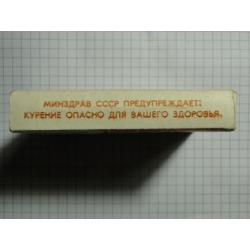 МИНЗДРАВ СССР ПРЕДУПРЕЖДАЕТ:
КУРЕНИЕ ОПАСНО ДЛЯ ВАШЕГО ЗДОРОВЬЯ.